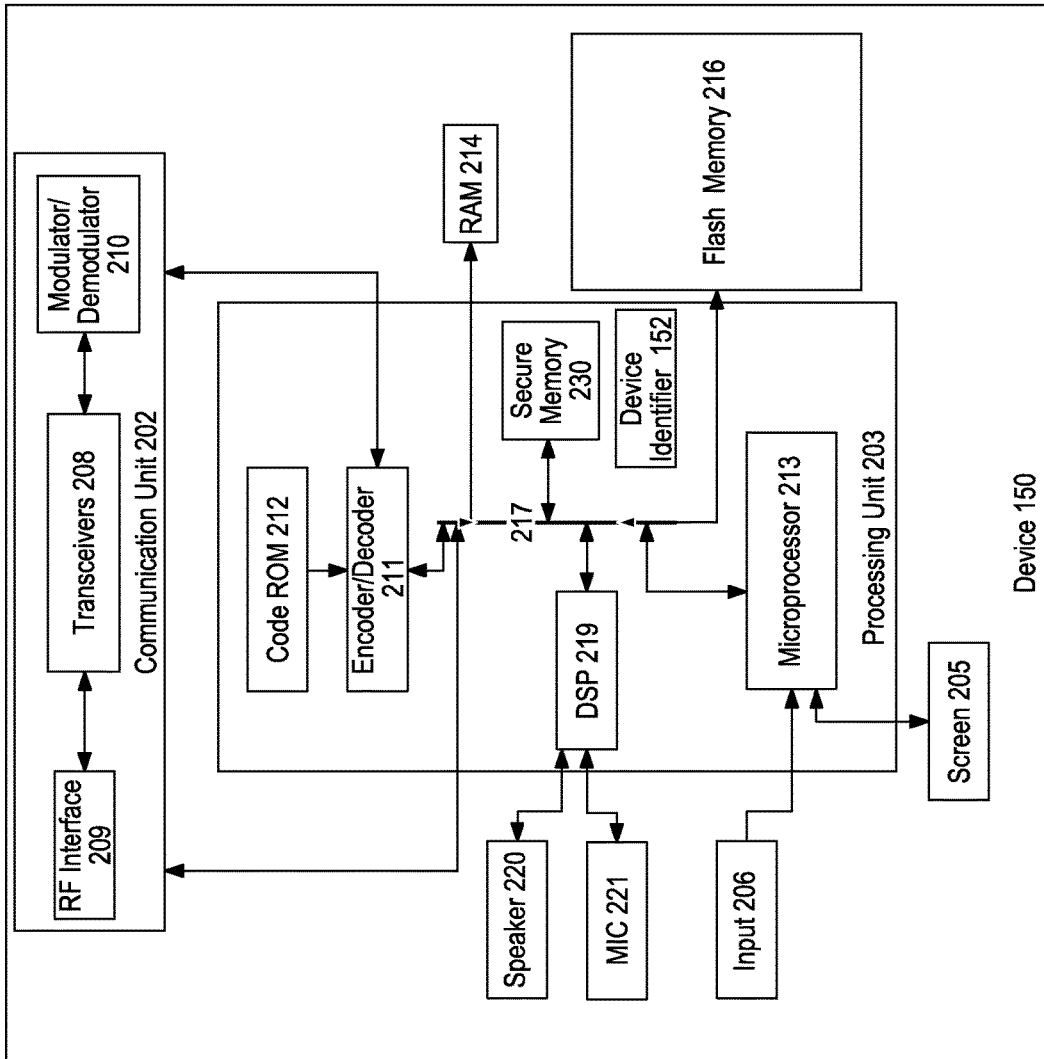 RF Interface
209
Transceivers 208
Modulator/
Demodulator
210
Communication Unit 202
Code ROM 212
Encoder/Decoder
211
RAM 214
217
Secure
Memory
230
Device
Identifier 152
Flash Memory 216
Speaker 220
MIC 221
DSP 219
Input 206
Microprocessor 213
Processing Unit 203
Screen 205
Device 150